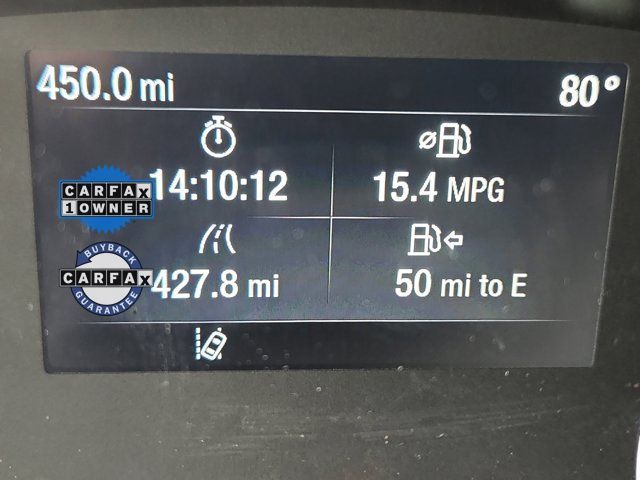 450.0 mi
80°
14:10:12
15.4 MPG
CARFAX
1 OWNER
BUYBACK
CARFAX
GUARANTEE
427.8 mi
50 mi to E